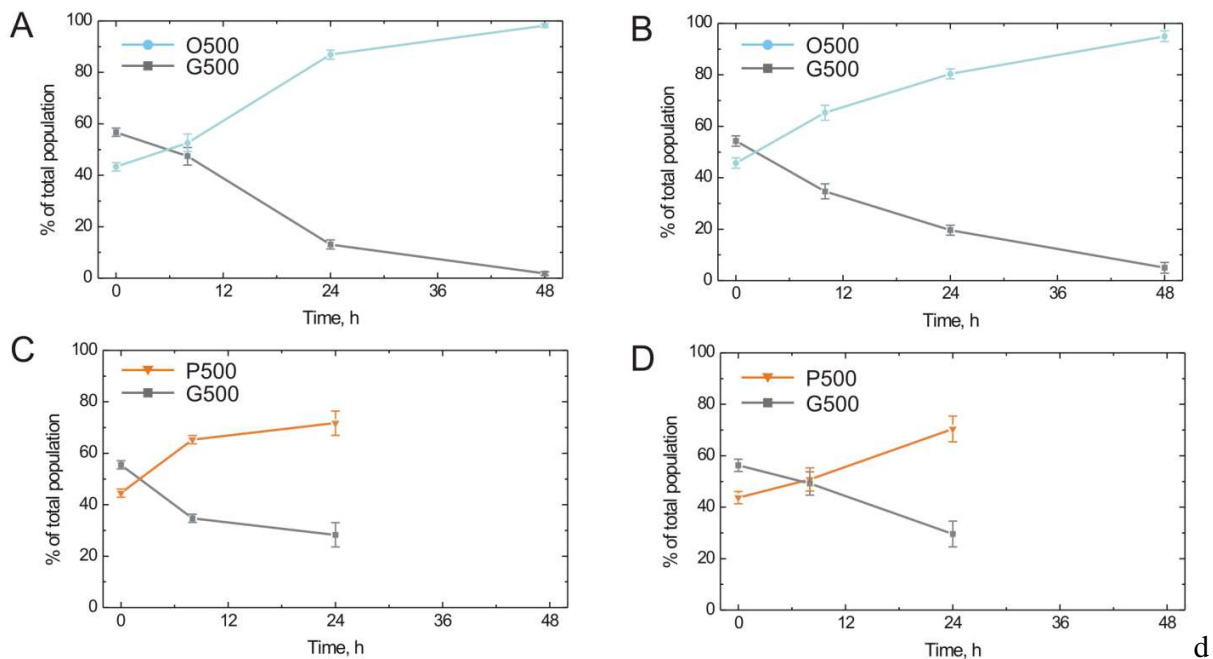 A
O500
G500
% of total population
100
80
60
40
20
0
0 12 24 36 48
Time, h
B
O500
G500
% of total population
100
80
60
40
20
0
0 12 24 36 48
Time, h
C
P500
G500
% of total population
100
80
60
40
20
0
0 12 24 36 48
Time, h
D
P500
G500
% of total population
100
80
60
40
20
0
0 12 24 36 48
Time, h
d